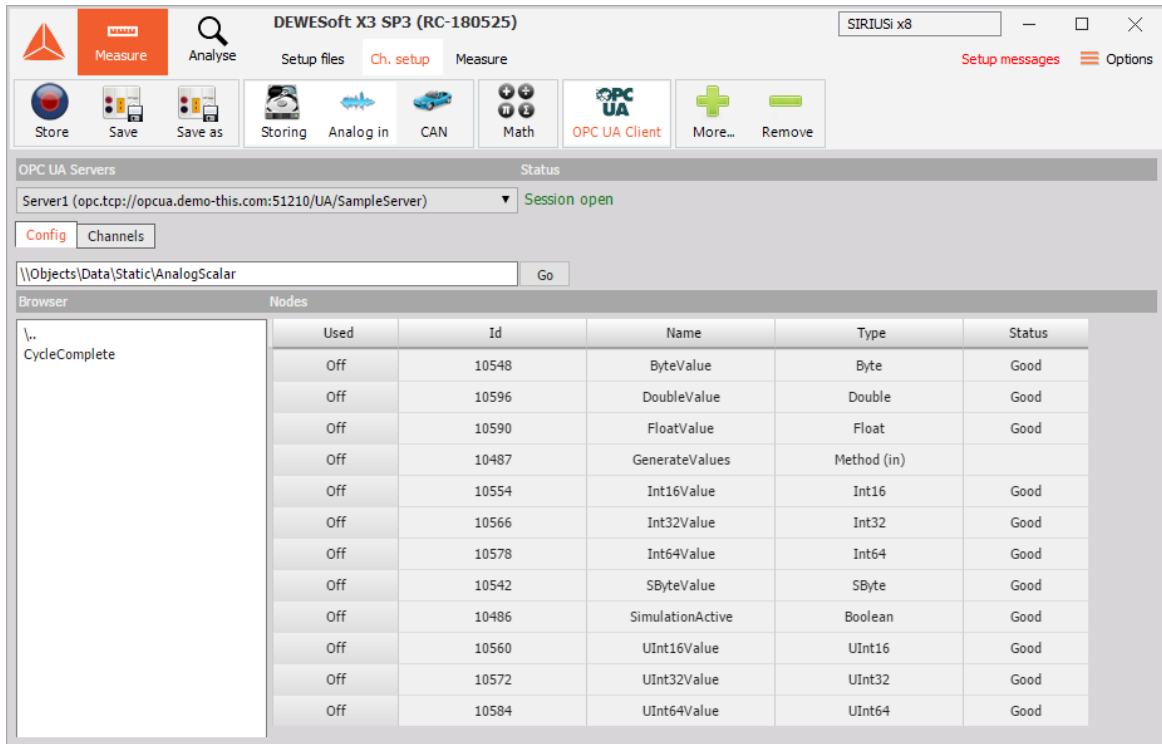 DEWESoft X3 SP3 (RC-180525) SIRIUSi x8
Measure Analyse Setup files Ch. setup Measure Setup messages Options
OPC UA
Store Save Save as Storing Analog in CAN Math OPC UA Client More... Remove
OPC UA Servers Status
Server1 (opc.tcp://opcua.demo-this.com:51210/UA/SampleServer) Session open
Config Channels
\\Objects\Data\Static\AnalogScalar Go
Browser Nodes
\.. Used Id Name Type Status
CycleComplete
Off 10548 ByteValue Byte Good
Off 10596 DoubleValue Double Good
Off 10590 FloatValue Float Good
Off 10487 GenerateValues Method (in)
Off 10554 Int16Value Int16 Good
Off 10566 Int32Value Int32 Good
Off 10578 Int64Value Int64 Good
Off 10542 SByteValue SByte Good
Off 10486 SimulationActive Boolean Good
Off 10560 UInt16Value UInt16 Good
Off 10572 UInt32Value UInt32 Good
Off 10584 UInt64Value UInt64 Good